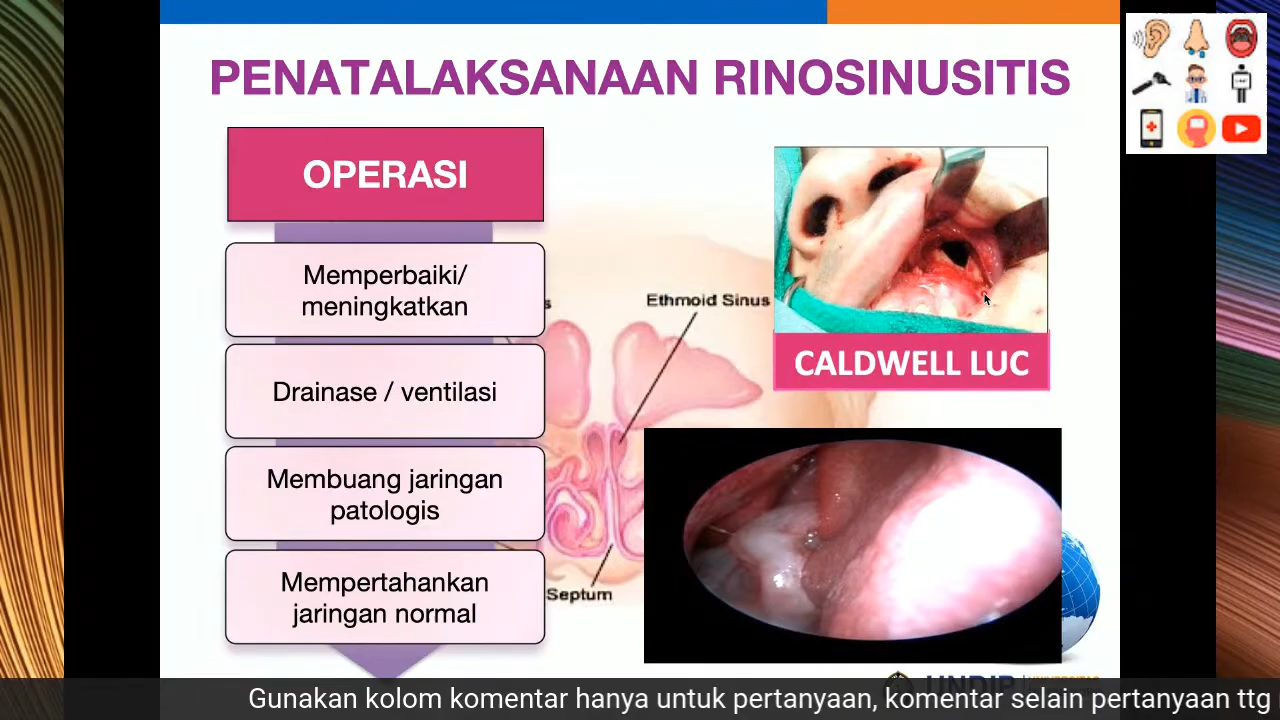 PENATALAKSANAAN RINOSINUSITIS
OPERASI
Memperbaiki/
meningkatkan
Drainase / ventilasi
Membuang jaringan
patologis
Mempertahankan
jaringan normal
Ethmoid Sinus
Septum
CALDWELL LUC
UNDIP
Gunakan kolom komentar hanya untuk pertanyaan, komentar selain pertanyaan ttg